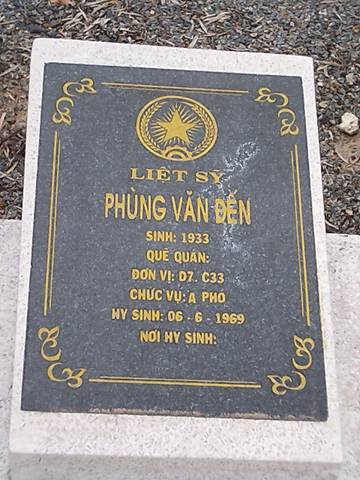 LIỆT SỸ
PHÙNG VĂN ĐẾN
SINH: 1933
QUÊ QUÁN:
ĐƠN VỊ: D7. C33
CHỨC VỤ: A PHÓ
HY SINH: 06 - 6 - 1969
NƠI HY SINH: